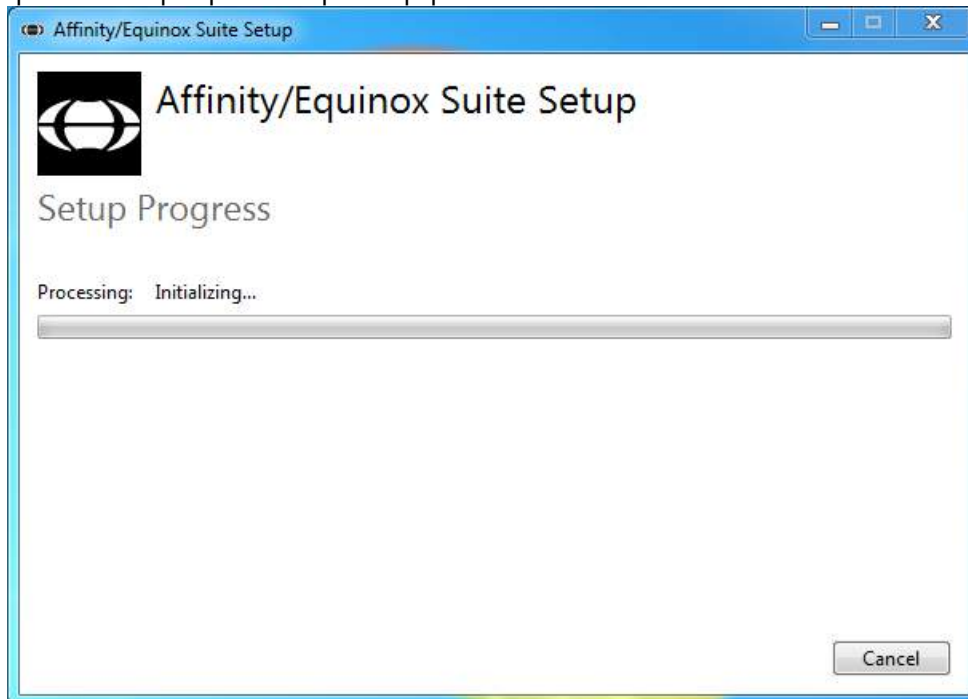 Affinity/Equinox Suite Setup
Affinity/Equinox Suite Setup
Setup Progress
Processing: Initializing...
Cancel